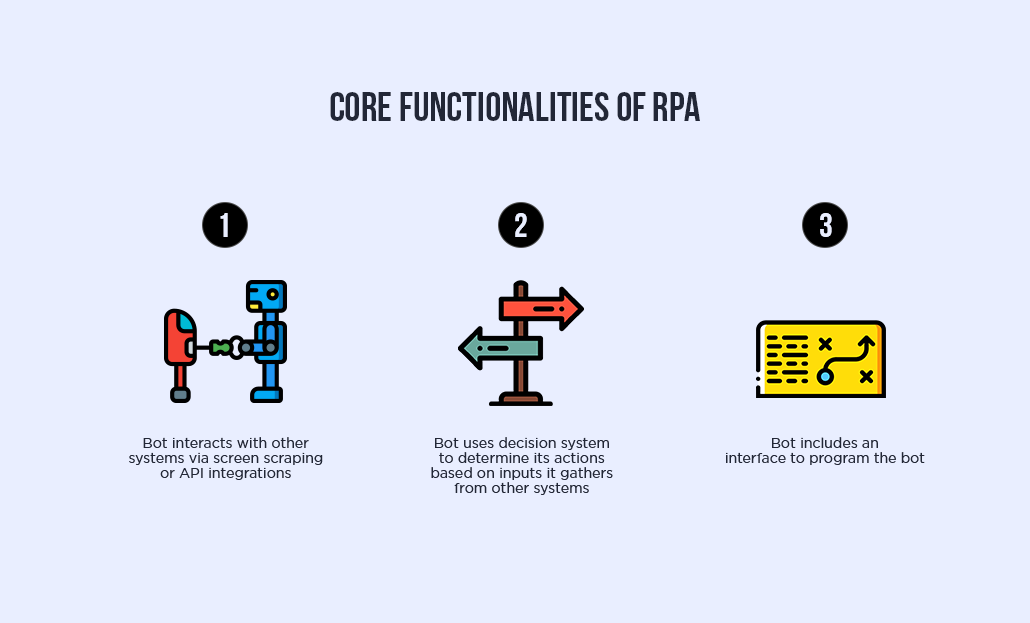 CORE FUNCTIONALITIES OF RPA
1
Bot interacts with other
systems via screen scraping
or API integrations
2
Bot uses decision system
to determine its actions
based on inputs it gathers
from other systems
3
Bot includes an
interface to program the bot